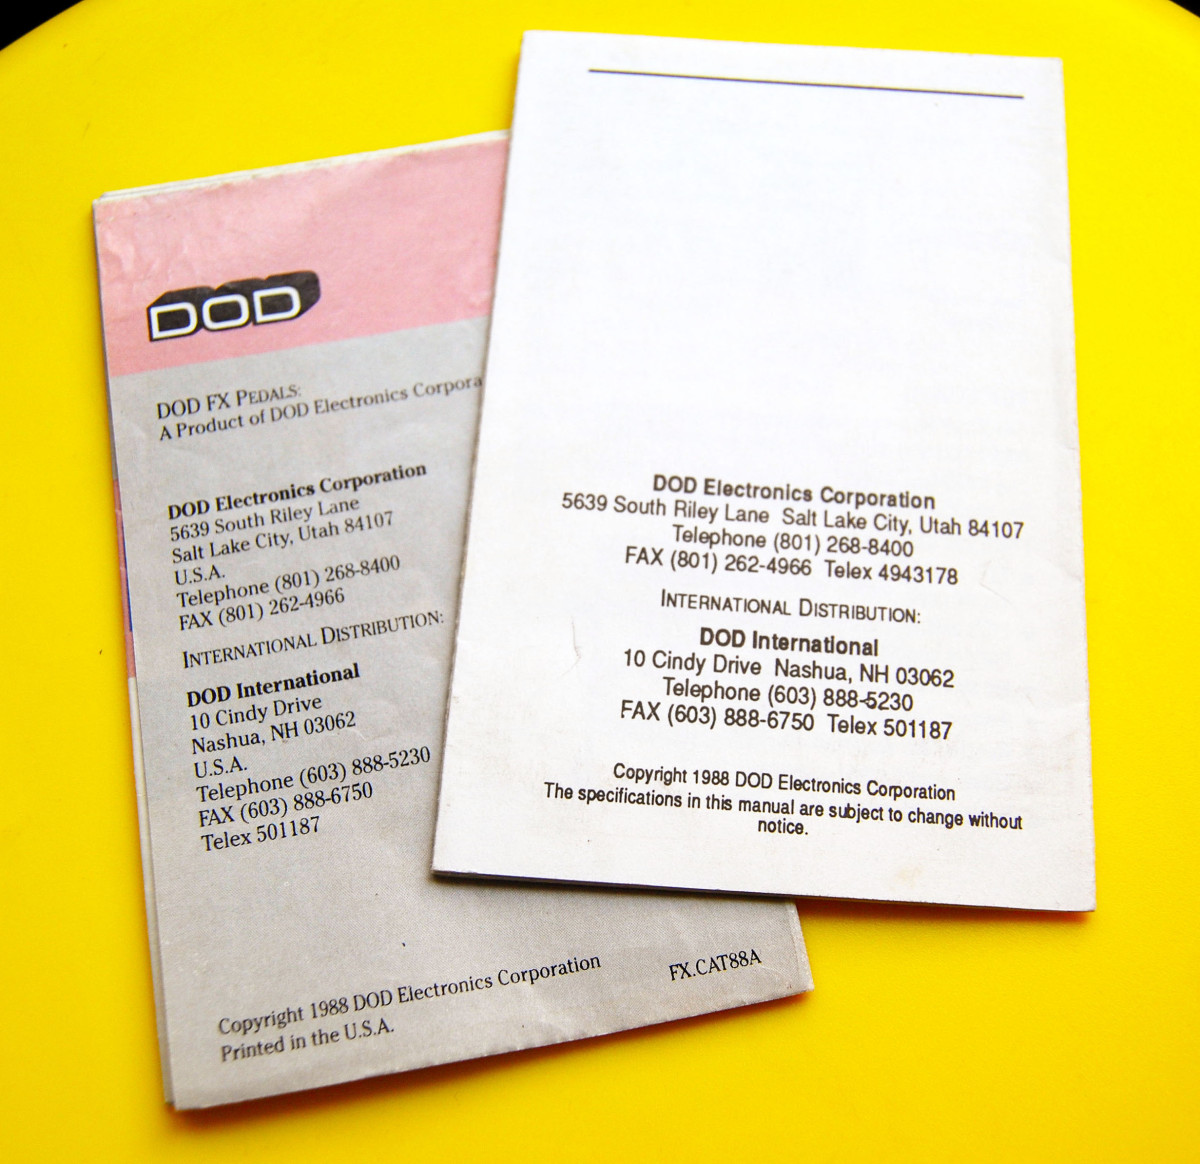 DOD
DOD FX PEDALS:
A Product of DOD Electronics
DOD Electronics Corporation
5639 South Riley Lane
Salt Lake City, Utah 84107
U.S.A.
Telephone (801) 268-8400
FAX (801) 262-4966
INTERNATIONAL DISTRIBUTION:
DOD International
10 Cindy Drive
Nashua, NH 03062
U.S.A.
Telephone (603) 888-5230
FAX (603) 888-6750
Telex 501187
Copyright 1988 DOD Electronics Corporation
Printed in the U.S.A.
FX.CAT88A
DOD Electronics Corporation
5639 South Riley Lane Salt Lake City, Utah 84107
Telephone (801) 268-8400
FAX (801) 262-4966 Telex 4943178
INTERNATIONAL DISTRIBUTION:
DOD International
10 Cindy Drive Nashua, NH 03062
Telephone (603) 888-5230
FAX (603) 888-6750 Telex 501187
Copyright 1988 DOD Electronics Corporation
The specifications in this manual are subject to change without
notice.